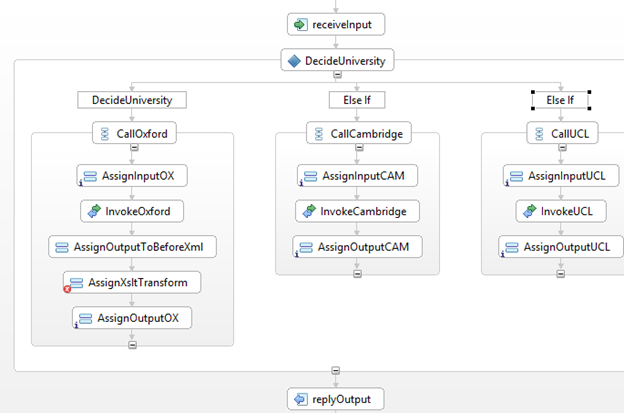 receiveInput
DecideUniversity
DecideUniversity
Else If
Else If
CallOxford
CallCambridge
CallUCL
AssignInputOX
AssignInputCAM
AssignInputUCL
InvokeOxford
InvokeCambridge
InvokeUCL
AssignOutputToBeforeXml
AssignOutputCAM
AssignOutputUCL
AssignXsltTransform
AssignOutputOX
replyOutput